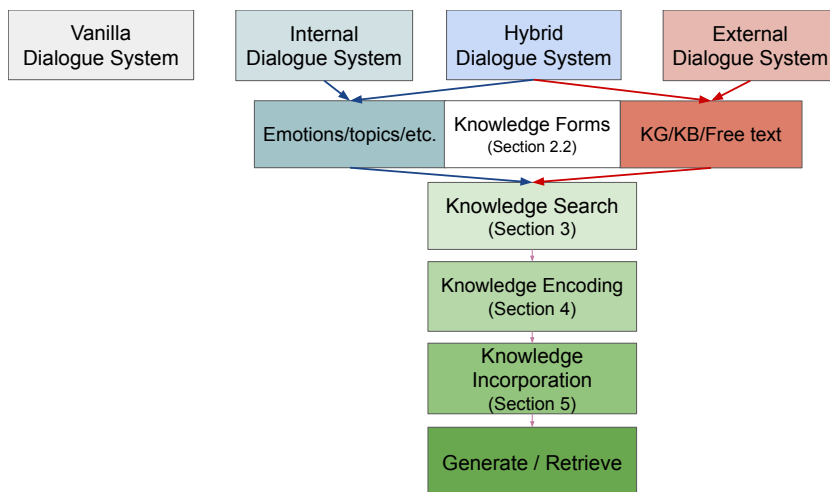 Vanilla
Dialogue System
Internal
Dialogue System
Hybrid
Dialogue System
External
Dialogue System
Emotions/topics/etc.
Knowledge Forms
(Section 2.2)
KG/KB/Free text
Knowledge Search
(Section 3)
Knowledge Encoding
(Section 4)
Knowledge
Incorporation
(Section 5)
Generate / Retrieve